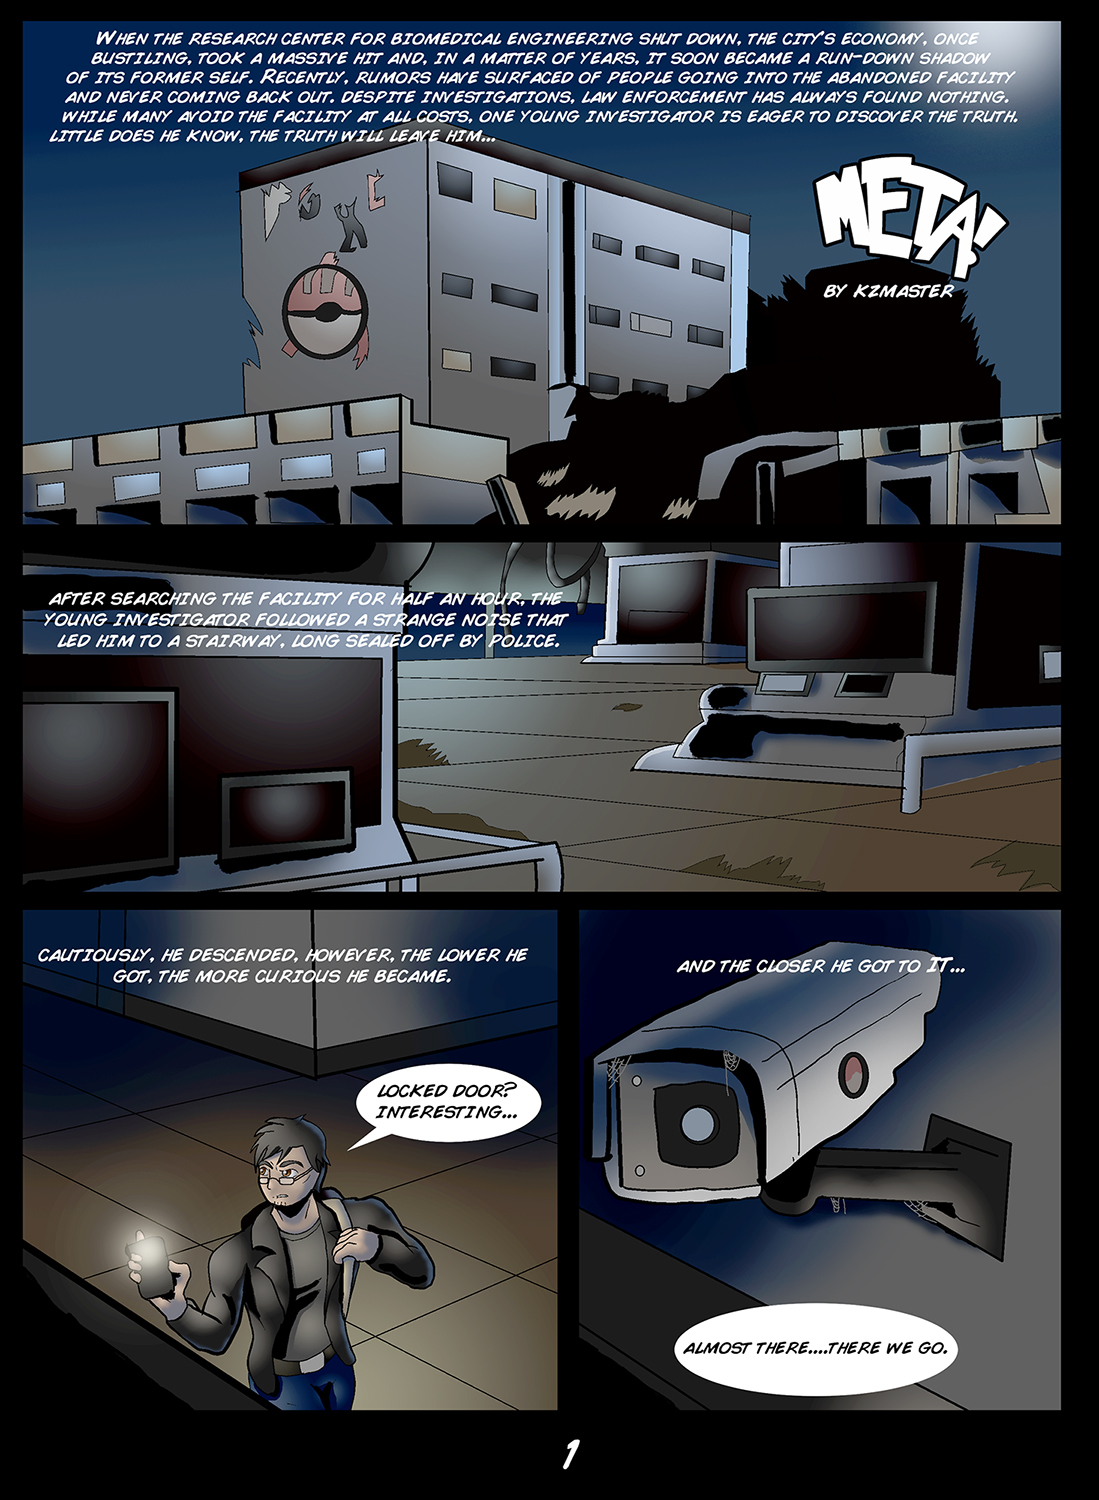 WHEN THE RESEARCH CENTER FOR BIOMEDICAL ENGINEERING SHUT DOWN, THE CITY'S ECONOMY, ONCE
BUSTILING, TOOK A MASSIVE HIT AND, IN A MATTER OF YEARS, IT SOON BECAME A RUN-DOWN SHADOW
OF ITS FORMER SELF. RECENTLY, RUMORS HAVE SURFACED OF PEOPLE GOING INTO THE ABANDONED FACILITY
AND NEVER COMING BACK OUT. DESPITE INVESTIGATIONS, LAW ENFORCEMENT HAS ALWAYS FOUND NOTHING.
WHILE MANY AVOID THE FACILITY AT ALL COSTS, ONE YOUNG INVESTIGATOR IS EAGER TO DISCOVER THE TRUTH.
LITTLE DOES HE KNOW, THE TRUTH WILL LEAVE HIM...
META!
BY KZMASTER
AFTER SEARCHING THE FACILITY FOR HALF AN HOUR, THE
YOUNG INVESTIGATOR FOLLOWED A STRANGE NOISE THAT
LED HIM TO A STAIRWAY, LONG SEALED OFF BY POLICE.
CAUTIOUSLY, HE DESCENDED, HOWEVER, THE LOWER HE
GOT, THE MORE CURIOUS HE BECAME.
LOCKED DOOR?
INTERESTING...
AND THE CLOSER HE GOT TO IT...
ALMOST THERE....THERE WE GO.
1